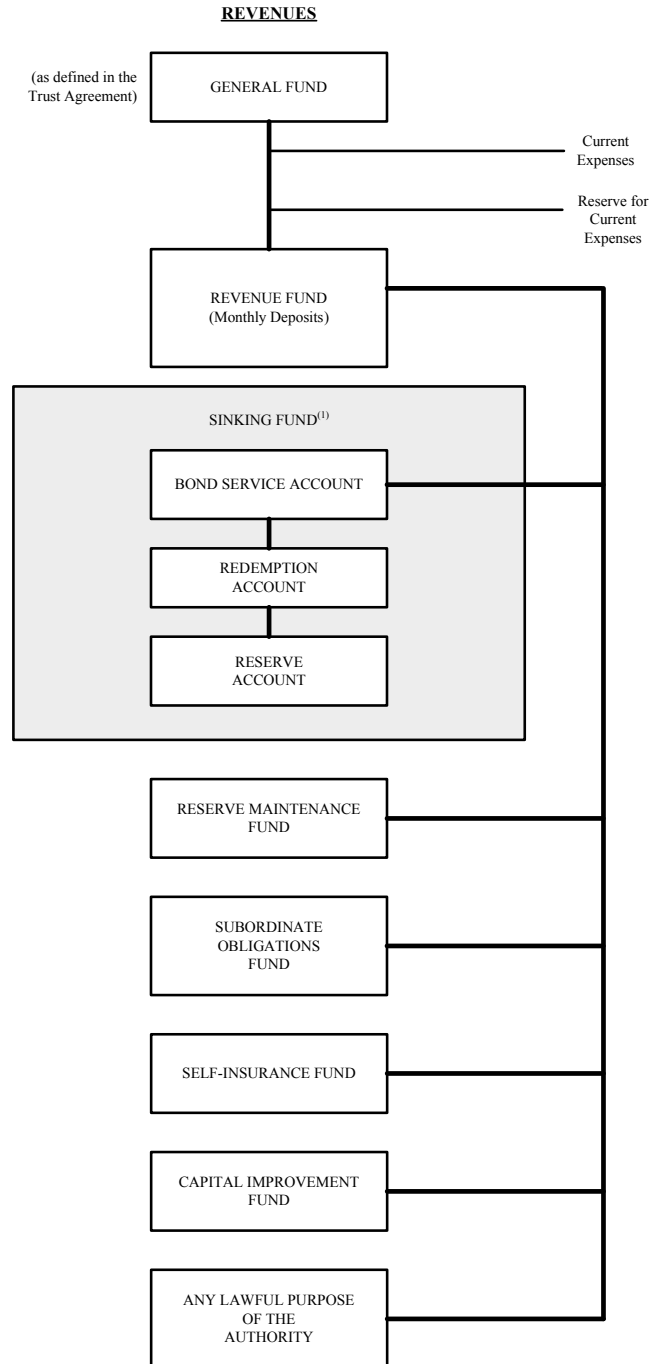 REVENUES
(as defined in the
Trust Agreement)
GENERAL FUND
Current
Expenses
Reserve for
Current
Expenses
REVENUE FUND
(Monthly Deposits)
SINKING FUND(1)
BOND SERVICE ACCOUNT
REDEMPTION
ACCOUNT
RESERVE
ACCOUNT
RESERVE MAINTENANCE
FUND
SUBORDINATE
OBLIGATIONS
FUND
SELF-INSURANCE FUND
CAPITAL IMPROVEMENT
FUND
ANY LAWFUL PURPOSE
OF THE
AUTHORITY